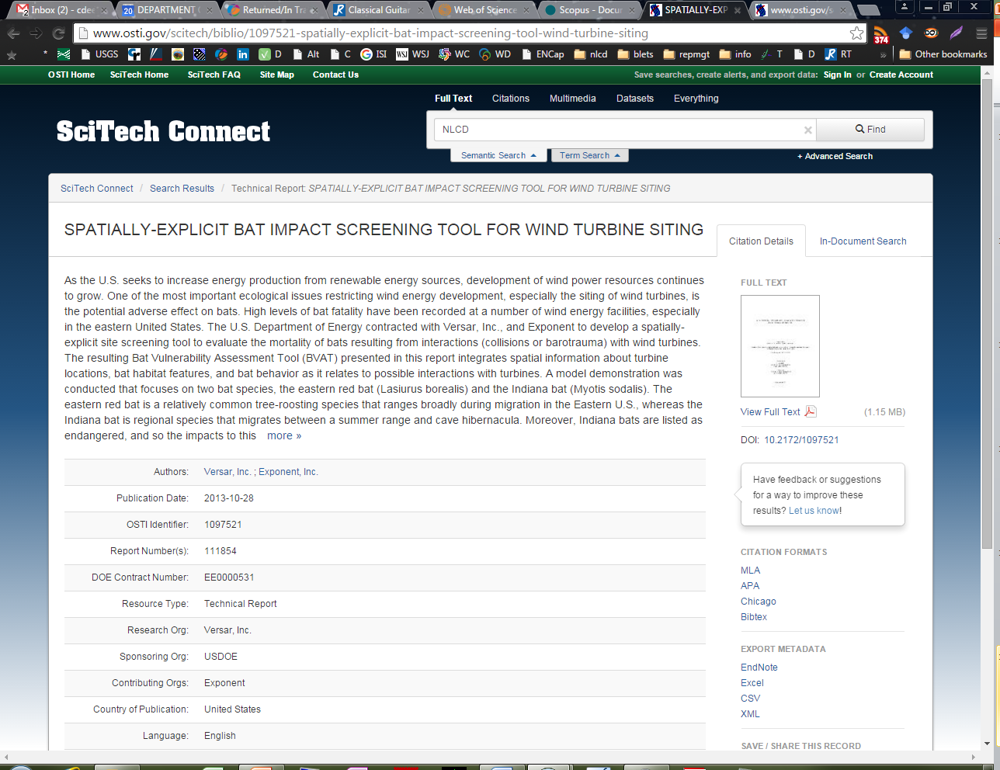 Inbox (2) - cdee
DEPARTMENT
Returned/In Tra
Classical Guitar
Web of Science
Scopus - Docu
SPATIALLY-EXP
www.osti.gov/s
www.osti.gov/scitech/biblio/1097521-spatially-explicit-bat-impact-screening-tool-wind-turbine-siting
374
* USGS in D Alt C ISI WSJ WC WD ENCap nlcd blets repmgt info T D RT » Other bookmarks
OSTI Home SciTech Home SciTech FAQ Site Map Contact Us Save searches, create alerts, and export data: Sign In or Create Account
Full Text Citations Multimedia Datasets Everything
SciTech Connect
NLCD Find
Semantic Search Term Search + Advanced Search
SciTech Connect / Search Results / Technical Report: SPATIALLY-EXPLICIT BAT IMPACT SCREENING TOOL FOR WIND TURBINE SITING
SPATIALLY-EXPLICIT BAT IMPACT SCREENING TOOL FOR WIND TURBINE SITING
Citation Details In-Document Search
As the U.S. seeks to increase energy production from renewable energy sources, development of wind power resources continues
to grow. One of the most important ecological issues restricting wind energy development, especially the siting of wind turbines, is
the potential adverse effect on bats. High levels of bat fatality have been recorded at a number of wind energy facilities, especially
in the eastern United States. The U.S. Department of Energy contracted with Versar, Inc., and Exponent to develop a spatially-
explicit site screening tool to evaluate the mortality of bats resulting from interactions (collisions or barotrauma) with wind turbines.
The resulting Bat Vulnerability Assessment Tool (BVAT) presented in this report integrates spatial information about turbine
locations, bat habitat features, and bat behavior as it relates to possible interactions with turbines. A model demonstration was
conducted that focuses on two bat species, the eastern red bat (Lasiurus borealis) and the Indiana bat (Myotis sodalis). The
eastern red bat is a relatively common tree-roosting species that ranges broadly during migration in the Eastern U.S., whereas the
Indiana bat is regional species that migrates between a summer range and cave hibernacula. Moreover, Indiana bats are listed as
endangered, and so the impacts to this more »
Authors: Versar, Inc. ; Exponent, Inc.
Publication Date: 2013-10-28
OSTI Identifier: 1097521
Report Number(s): 111854
DOE Contract Number: EE0000531
Resource Type: Technical Report
Research Org: Versar, Inc.
Sponsoring Org: USDOE
Contributing Orgs: Exponent
Country of Publication: United States
Language: English
FULL TEXT
View Full Text (1.15 MB)
DOI: 10.2172/1097521
Have feedback or suggestions
for a way to improve these
results? Let us know!
CITATION FORMATS
MLA
APA
Chicago
Bibtex
EXPORT METADATA
EndNote
Excel
CSV
XML
SAVE / SHARE THIS RECORD